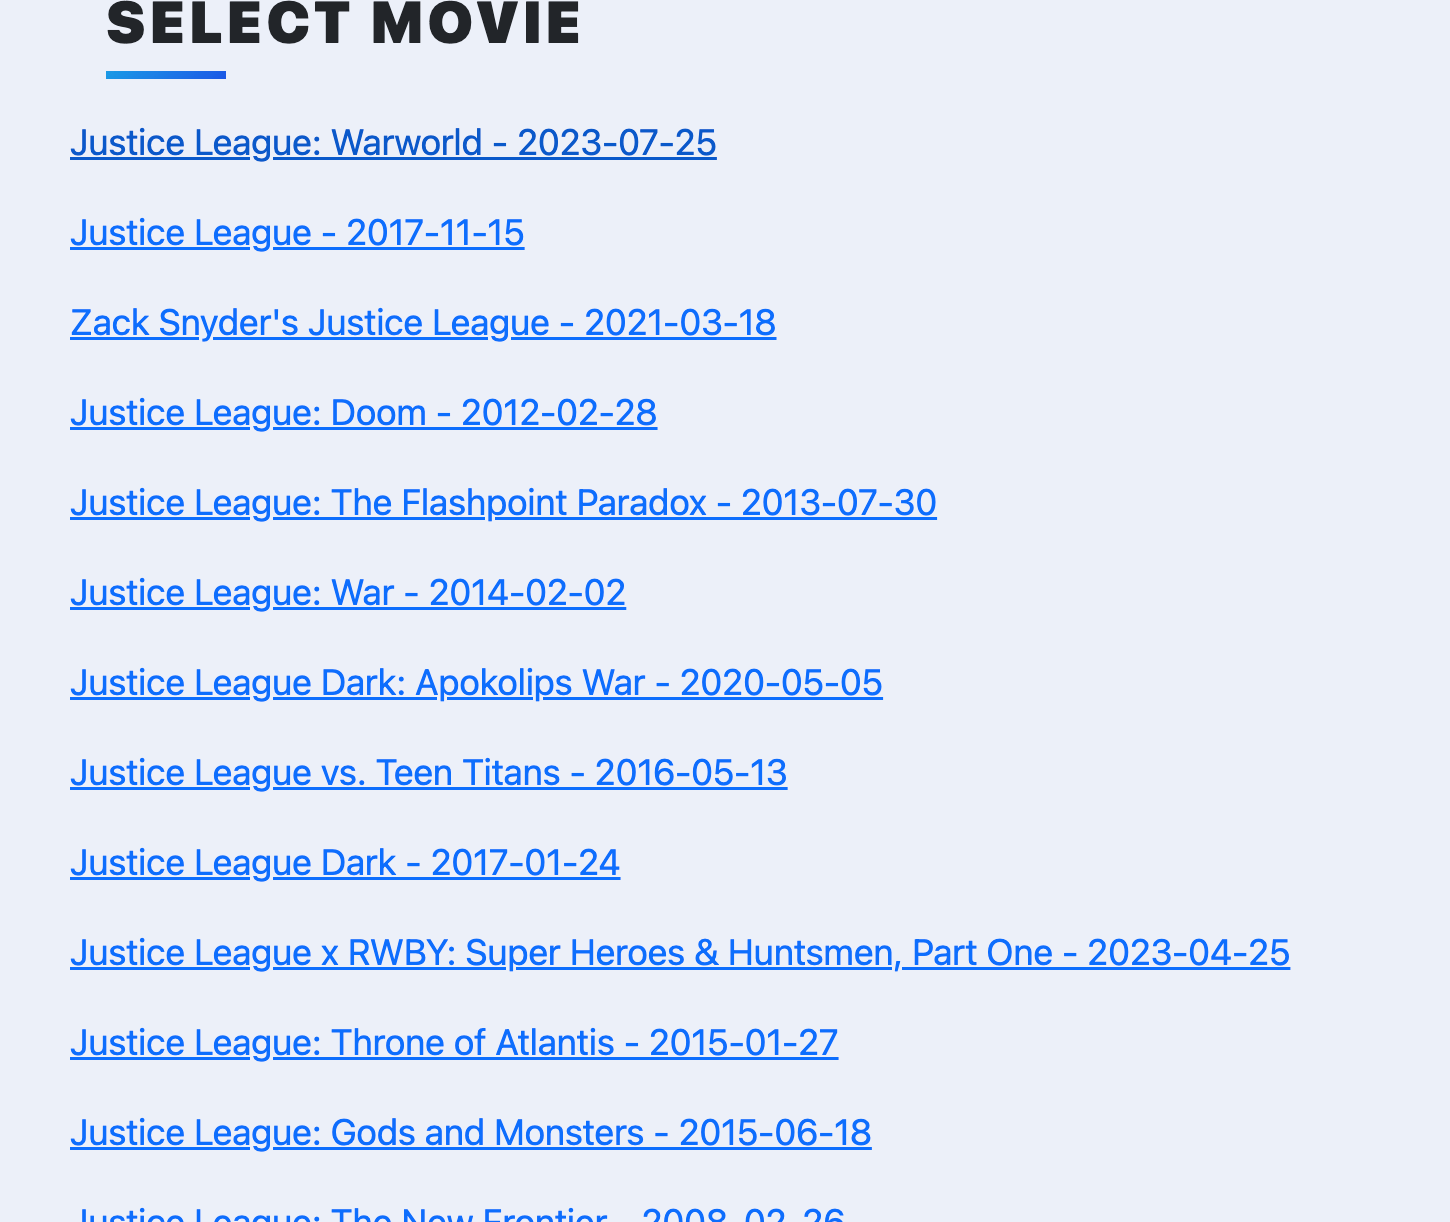 SELECT MOVIE
Justice League: Warworld - 2023-07-25
Justice League - 2017-11-15
Zack Snyder's Justice League - 2021-03-18
Justice League: Doom - 2012-02-28
Justice League: The Flashpoint Paradox - 2013-07-30
Justice League: War - 2014-02-02
Justice League Dark: Apokolips War - 2020-05-05
Justice League vs. Teen Titans - 2016-05-13
Justice League Dark - 2017-01-24
Justice League x RWBY: Super Heroes & Huntsmen, Part One - 2023-04-25
Justice League: Throne of Atlantis - 2015-01-27
Justice League: Gods and Monsters - 2015-06-18
Justice League: The New Frontier - 2008-02-26